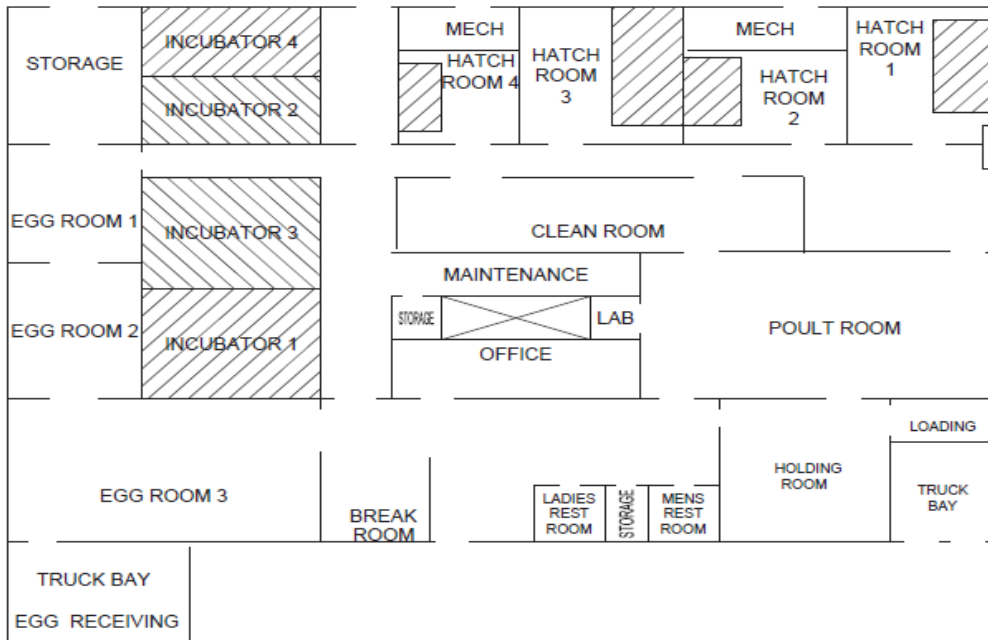 STORAGE
INCUBATOR 4
INCUBATOR 2
MECH
HATCH
ROOM 4
HATCH
ROOM
3
MECH
HATCH
ROOM
2
HATCH
ROOM
1
EGG ROOM 1
INCUBATOR 3
CLEAN ROOM
EGG ROOM 2
INCUBATOR 1
MAINTENANCE
STORAGE
LAB
OFFICE
POULT ROOM
EGG ROOM 3
BREAK
ROOM
LADIES
REST
ROOM
STORAGE
MENS
REST
ROOM
HOLDING
ROOM
LOADING
TRUCK
BAY
TRUCK BAY
EGG RECEIVING